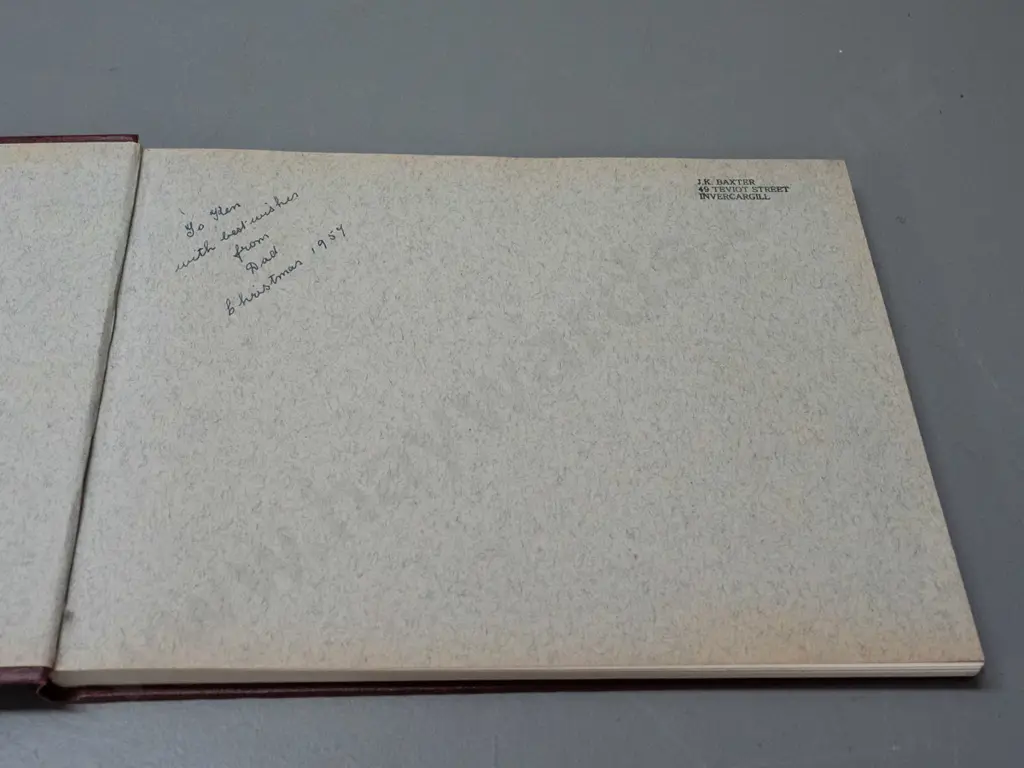 To Ken
with best wishes
from
Dad
Christmas 1957
J.K. BAXTER
49 TEVIOT STREET
INVERCARGILL